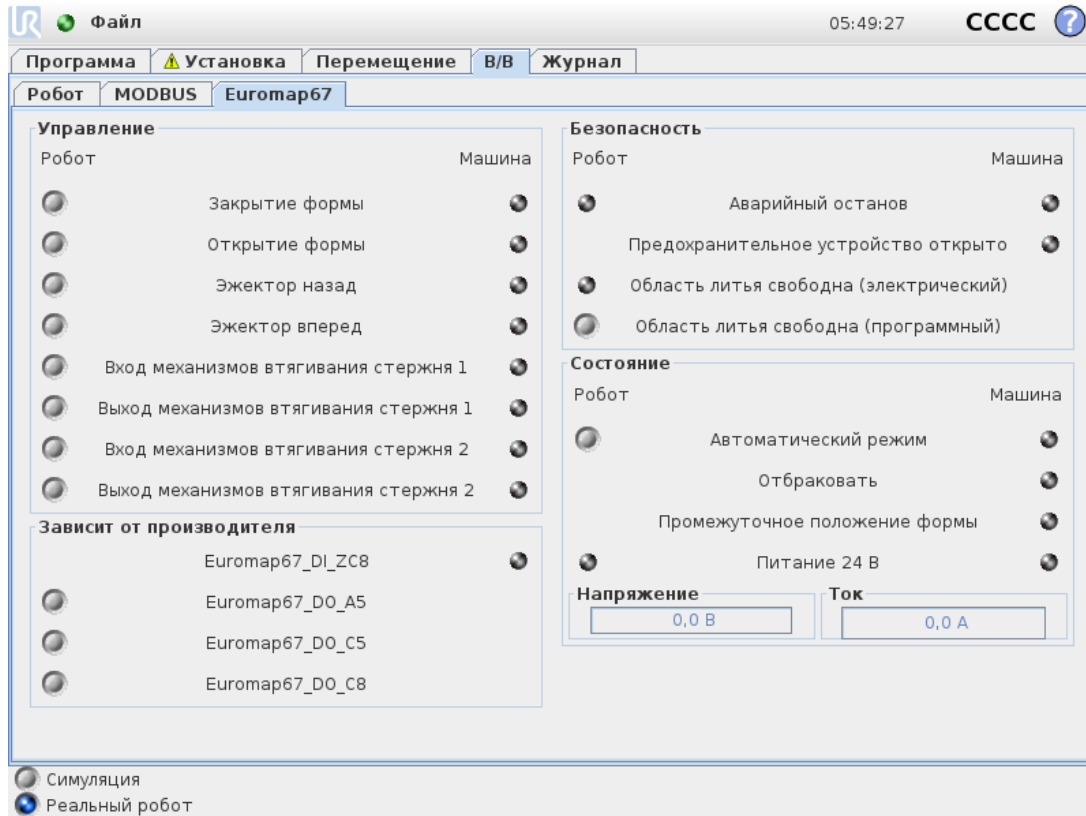 UR Файл 05:49:27 CCCC ?
Программа Установка Перемещение В/В Журнал
Робот MODBUS Euromap67
Управление
Робот Машина
Закрытие формы
Открытие формы
Эжектор назад
Эжектор вперед
Вход механизмов втягивания стержня 1
Выход механизмов втягивания стержня 1
Вход механизмов втягивания стержня 2
Выход механизмов втягивания стержня 2
Зависит от производителя
Euromap67_DI_ZC8
Euromap67_DO_A5
Euromap67_DO_C5
Euromap67_DO_C8
Безопасность
Робот Машина
Аварийный останов
Предохранительное устройство открыто
Область литья свободна (электрический)
Область литья свободна (программный)
Состояние
Робот Машина
Автоматический режим
Отбраковать
Промежуточное положение формы
Питание 24 В
Напряжение Ток
0,0 В 0,0 А
Симуляция
Реальный робот